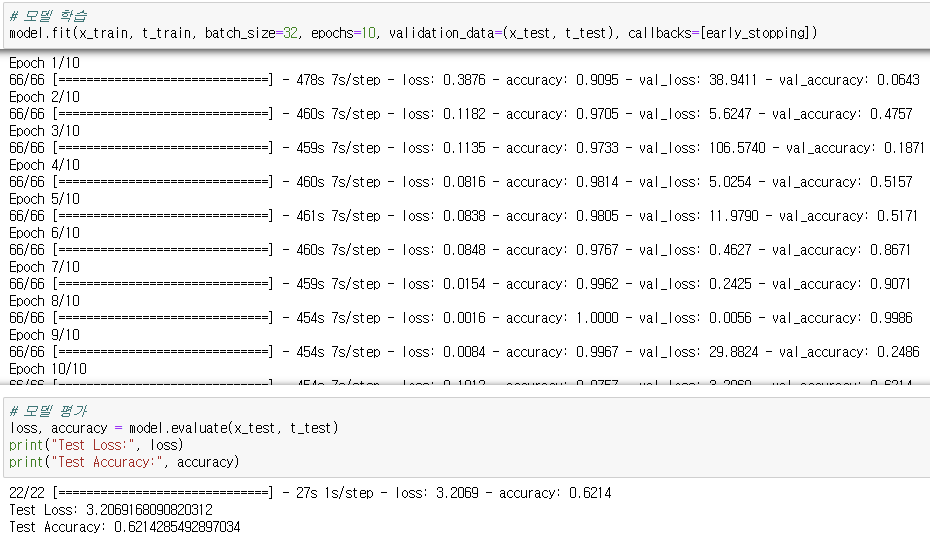 # 모델 학습
model.fit(x_train, t_train, batch_size=32, epochs=10, validation_data=(x_test, t_test), callbacks=[early_stopping])
Epoch 1/10
66/66 [==============================] - 478s 7s/step - loss: 0.3876 - accuracy: 0.9095 - val_loss: 38.9411 - val_accuracy: 0.0643
Epoch 2/10
66/66 [==============================] - 460s 7s/step - loss: 0.1182 - accuracy: 0.9705 - val_loss: 5.6247 - val_accuracy: 0.4757
Epoch 3/10
66/66 [==============================] - 459s 7s/step - loss: 0.1135 - accuracy: 0.9733 - val_loss: 106.5740 - val_accuracy: 0.1871
Epoch 4/10
66/66 [==============================] - 460s 7s/step - loss: 0.0816 - accuracy: 0.9814 - val_loss: 5.0254 - val_accuracy: 0.5157
Epoch 5/10
66/66 [==============================] - 461s 7s/step - loss: 0.0838 - accuracy: 0.9805 - val_loss: 11.9790 - val_accuracy: 0.5171
Epoch 6/10
66/66 [==============================] - 460s 7s/step - loss: 0.0848 - accuracy: 0.9767 - val_loss: 0.4627 - val_accuracy: 0.8671
Epoch 7/10
66/66 [==============================] - 459s 7s/step - loss: 0.0154 - accuracy: 0.9962 - val_loss: 0.2425 - val_accuracy: 0.9071
Epoch 8/10
66/66 [==============================] - 454s 7s/step - loss: 0.0016 - accuracy: 1.0000 - val_loss: 0.0056 - val_accuracy: 0.9986
Epoch 9/10
66/66 [==============================] - 454s 7s/step - loss: 0.0084 - accuracy: 0.9967 - val_loss: 29.8824 - val_accuracy: 0.2486
Epoch 10/10
# 모델 평가
loss, accuracy = model.evaluate(x_test, t_test)
print("Test Loss:", loss)
print("Test Accuracy:", accuracy)
22/22 [==============================] - 27s 1s/step - loss: 3.2069 - accuracy: 0.6214
Test Loss: 3.2069168090820312
Test Accuracy: 0.6214285492897034